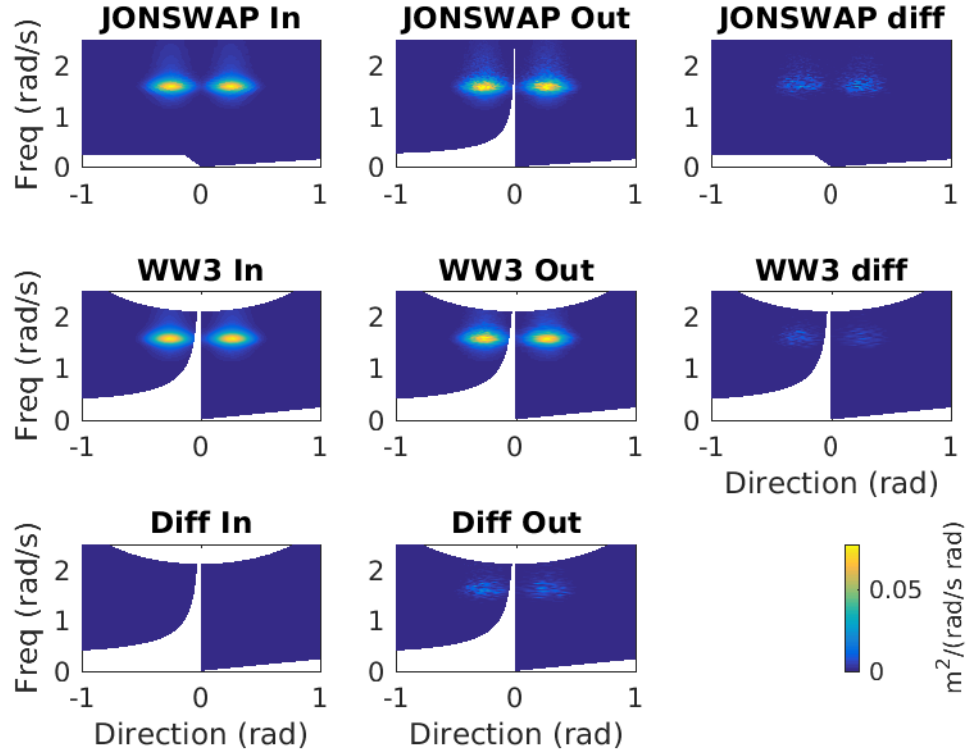 JONSWAP In
JONSWAP Out
JONSWAP diff
Freq (rad/s)
2
1
0
-1 0 1
2
1
0
-1 0 1
2
1
0
-1 0 1
WW3 In
WW3 Out
WW3 diff
Freq (rad/s)
2
1
0
-1 0 1
2
1
0
-1 0 1
2
1
0
-1 0 1
Direction (rad)
Diff In
Diff Out
Freq (rad/s)
2
1
0
-1 0 1
Direction (rad)
2
1
0
-1 0 1
Direction (rad)
0.05
0
m²/(rad/s rad)